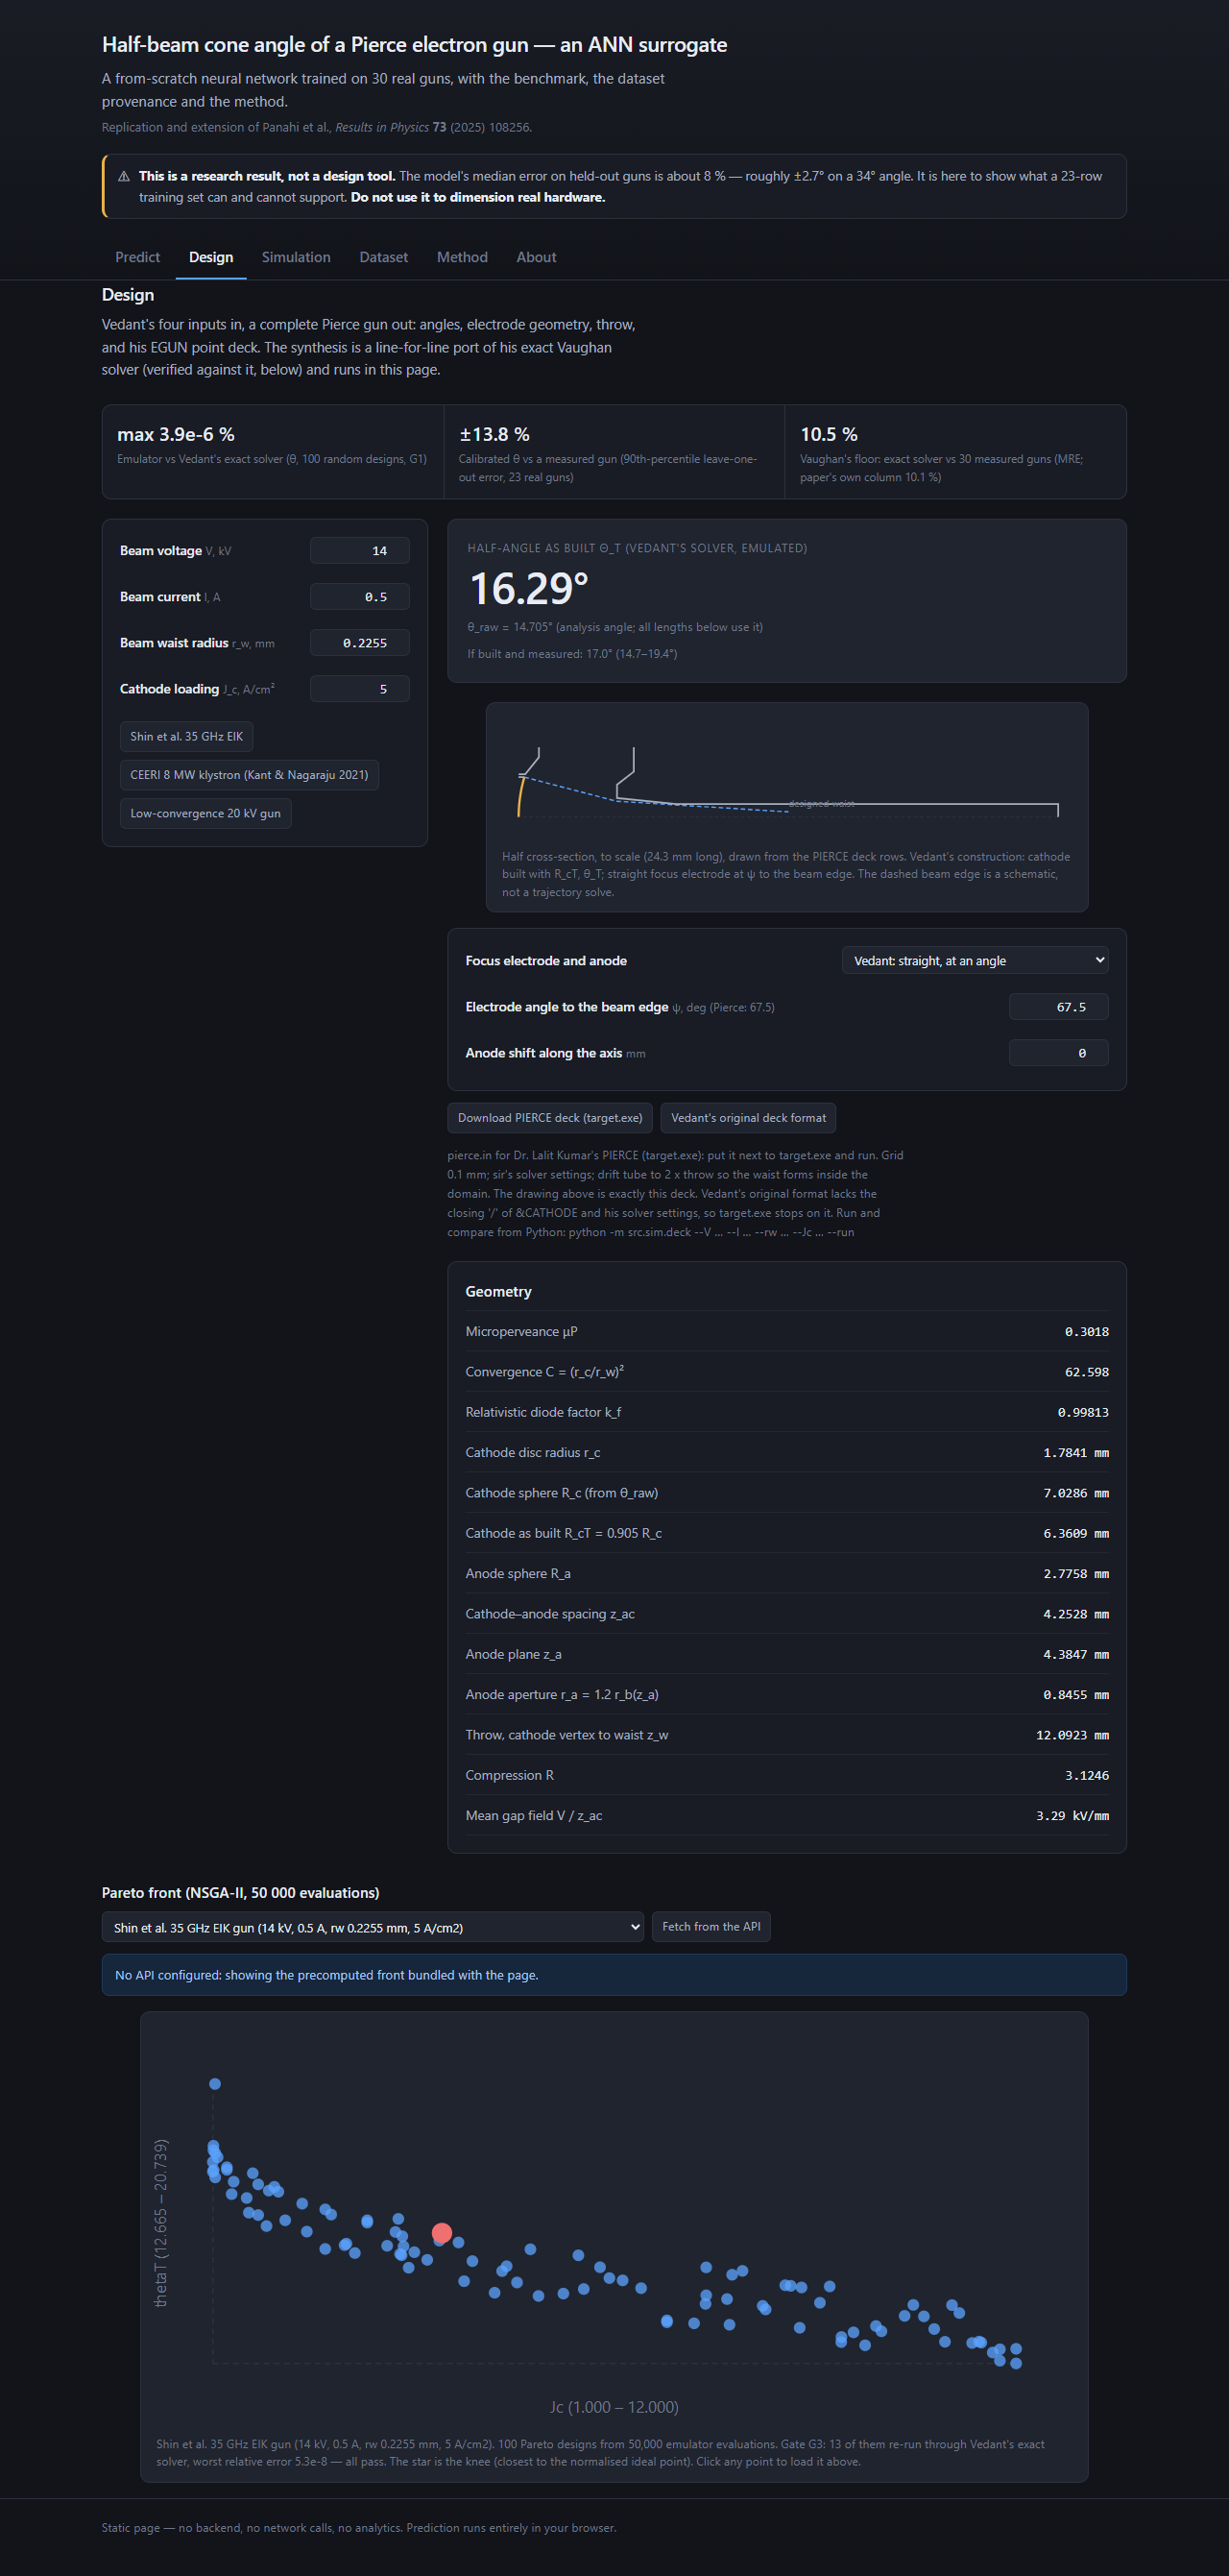 Half-beam cone angle of a Pierce electron gun — an ANN surrogate
A from-scratch neural network trained on 30 real guns, with the benchmark, the dataset
provenance and the method.
Replication and extension of Panahi et al., Results in Physics 73 (2025) 108256.
⚠ This is a research result, not a design tool. The model's median error on held-out guns is about 8 % — roughly ±2.7° on a 34° angle. It is here to show what a 23-row
training set can and cannot support. Do not use it to dimension real hardware.
Predict Design Simulation Dataset Method About
Design
Vedant's four inputs in, a complete Pierce gun out: angles, electrode geometry, throw,
and his EGUN point deck. The synthesis is a line-for-line port of his exact Vaughan
solver (verified against it, below) and runs in this page.
max 3.9e-6 %
Emulator vs Vedant's exact solver (θ, 100 random designs, G1)
±13.8 %
Calibrated θ vs a measured gun (90th-percentile leave-one-
out error, 23 real guns)
10.5 %
Vaughan's floor: exact solver vs 30 measured guns (MRE;
paper's own column 10.1 %)
Beam voltage V, kV 14
Beam current I, A 0.5
Beam waist radius r_w, mm 0.2255
Cathode loading J_c, A/cm² 5
Shin et al. 35 GHz EIK
CEERI 8 MW klystron (Kant & Nagaraju 2021)
Low-convergence 20 kV gun
HALF-ANGLE AS BUILT Θ_T (VEDANT'S SOLVER, EMULATED)
16.29°
θ_raw = 14.705° (analysis angle; all lengths below use it)
If built and measured: 17.0° (14.7–19.4°)
designed waist
Half cross-section, to scale (24.3 mm long), drawn from the PIERCE deck rows. Vedant's construction: cathode
built with R_cT, θ_T; straight focus electrode at ψ to the beam edge. The dashed beam edge is a schematic,
not a trajectory solve.
Focus electrode and anode Vedant: straight, at an angle
Electrode angle to the beam edge ψ, deg (Pierce: 67.5) 67.5
Anode shift along the axis mm 0
Download PIERCE deck (target.exe) Vedant's original deck format
pierce.in for Dr. Lalit Kumar's PIERCE (target.exe): put it next to target.exe and run. Grid
0.1 mm; sir's solver settings; drift tube to 2 x throw so the waist forms inside the
domain. The drawing above is exactly this deck. Vedant's original format lacks the
closing '/' of &CATHODE and his solver settings, so target.exe stops on it. Run and
compare from Python: python -m src.sim.deck --V ... --I ... --rw ... --Jc ... --run
Geometry
Microperveance µP 0.3018
Convergence C = (r_c/r_w)² 62.598
Relativistic diode factor k_f 0.99813
Cathode disc radius r_c 1.7841 mm
Cathode sphere R_c (from θ_raw) 7.0286 mm
Cathode as built R_cT = 0.905 R_c 6.3609 mm
Anode sphere R_a 2.7758 mm
Cathode–anode spacing z_ac 4.2528 mm
Anode plane z_a 4.3847 mm
Anode aperture r_a = 1.2 r_b(z_a) 0.8455 mm
Throw, cathode vertex to waist z_w 12.0923 mm
Compression R 3.1246
Mean gap field V / z_ac 3.29 kV/mm
Pareto front (NSGA-II, 50 000 evaluations)
Shin et al. 35 GHz EIK gun (14 kV, 0.5 A, rw 0.2255 mm, 5 A/cm2) Fetch from the API
No API configured: showing the precomputed front bundled with the page.
thetaT (12.665 – 20.739)
Jc (1.000 – 12.000)
Shin et al. 35 GHz EIK gun (14 kV, 0.5 A, rw 0.2255 mm, 5 A/cm2). 100 Pareto designs from 50,000 emulator evaluations. Gate G3: 13 of them re-run through Vedant's exact
solver, worst relative error 5.3e-8 — all pass. The star is the knee (closest to the normalised ideal point). Click any point to load it above.
Static page — no backend, no network calls, no analytics. Prediction runs entirely in your browser.